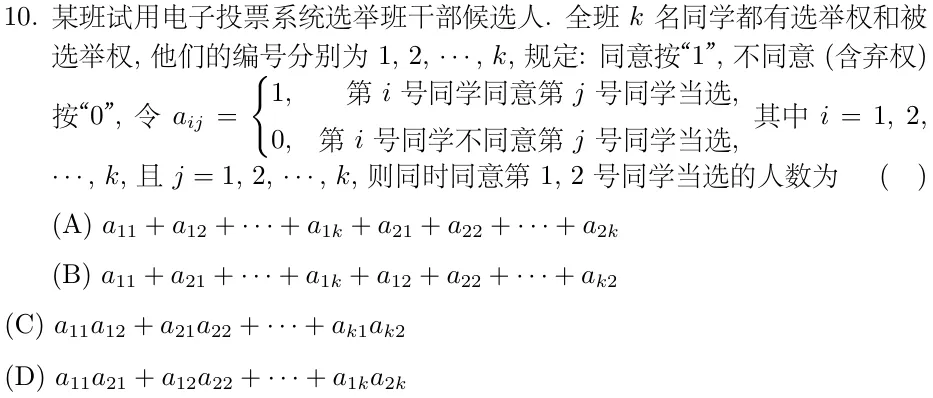 10. 某班试用电子投票系统选举班干部候选人. 全班 k 名同学都有选举权和被
选举权, 他们的编号分别为 1, 2, ⋯, k, 规定: 同意按“1”, 不同意 (含弃权)
按“0”, 令 a_{ij} = { 1, 第 i 号同学同意第 j 号同学当选, 
0, 第 i 号同学不同意第 j 号同学当选, 其中 i = 1, 2,
⋯, k, 且 j = 1, 2, ⋯, k, 则同时同意第 1, 2 号同学当选的人数为 ( )
(A) a_{11} + a_{12} + ⋯ + a_{1k} + a_{21} + a_{22} + ⋯ + a_{2k}
(B) a_{11} + a_{21} + ⋯ + a_{1k} + a_{12} + a_{22} + ⋯ + a_{k2}
(C) a_{11}a_{12} + a_{21}a_{22} + ⋯ + a_{k1}a_{k2}
(D) a_{11}a_{21} + a_{12}a_{22} + ⋯ + a_{1k}a_{2k}